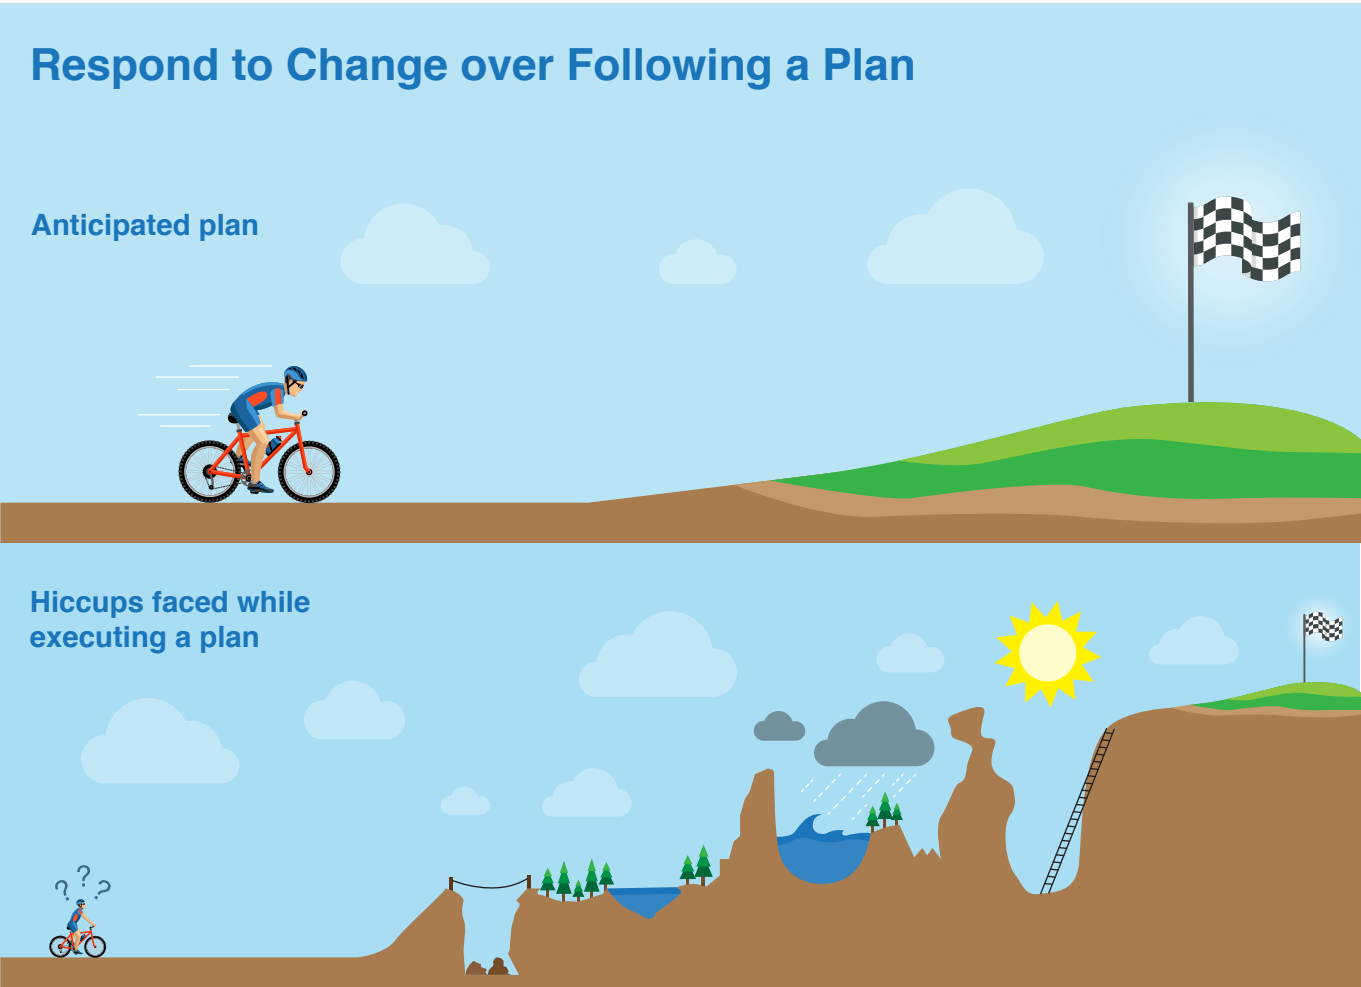 Respond to Change over Following a Plan
Anticipated plan
Hiccups faced while
executing a plan
? ? ?